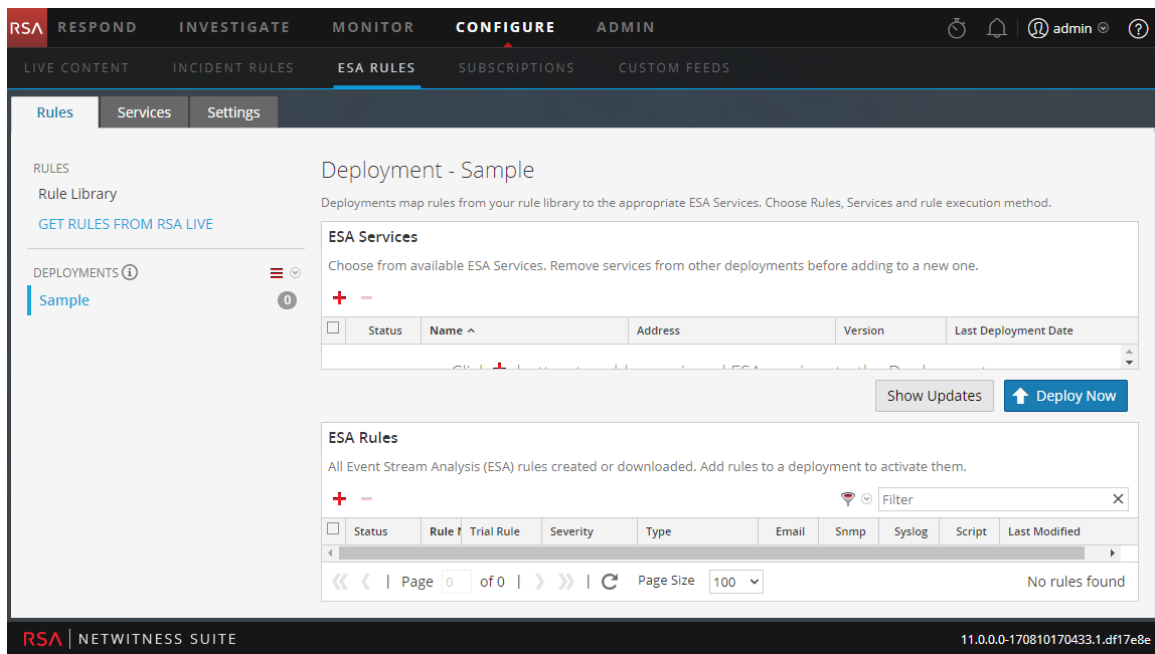 RSA RESPOND INVESTIGATE MONITOR CONFIGURE ADMIN admin ?
LIVE CONTENT INCIDENT RULES ESA RULES SUBSCRIPTIONS CUSTOM FEEDS
Rules Services Settings
RULES
Rule Library
GET RULES FROM RSA LIVE
DEPLOYMENTS i
Sample 0
Deployment - Sample
Deployments map rules from your rule library to the appropriate ESA Services. Choose Rules, Services and rule execution method.
ESA Services
Choose from available ESA Services. Remove services from other deployments before adding to a new one.
Status Name Address Version Last Deployment Date
Show Updates Deploy Now
ESA Rules
All Event Stream Analysis (ESA) rules created or downloaded. Add rules to a deployment to activate them.
Filter
Status Rule Trial Rule Severity Type Email Snmp Syslog Script Last Modified
Page 0 of 0 Page Size 100 No rules found
RSA NETWITNESS SUITE 11.0.0.0-170810170433.1.df17e8e